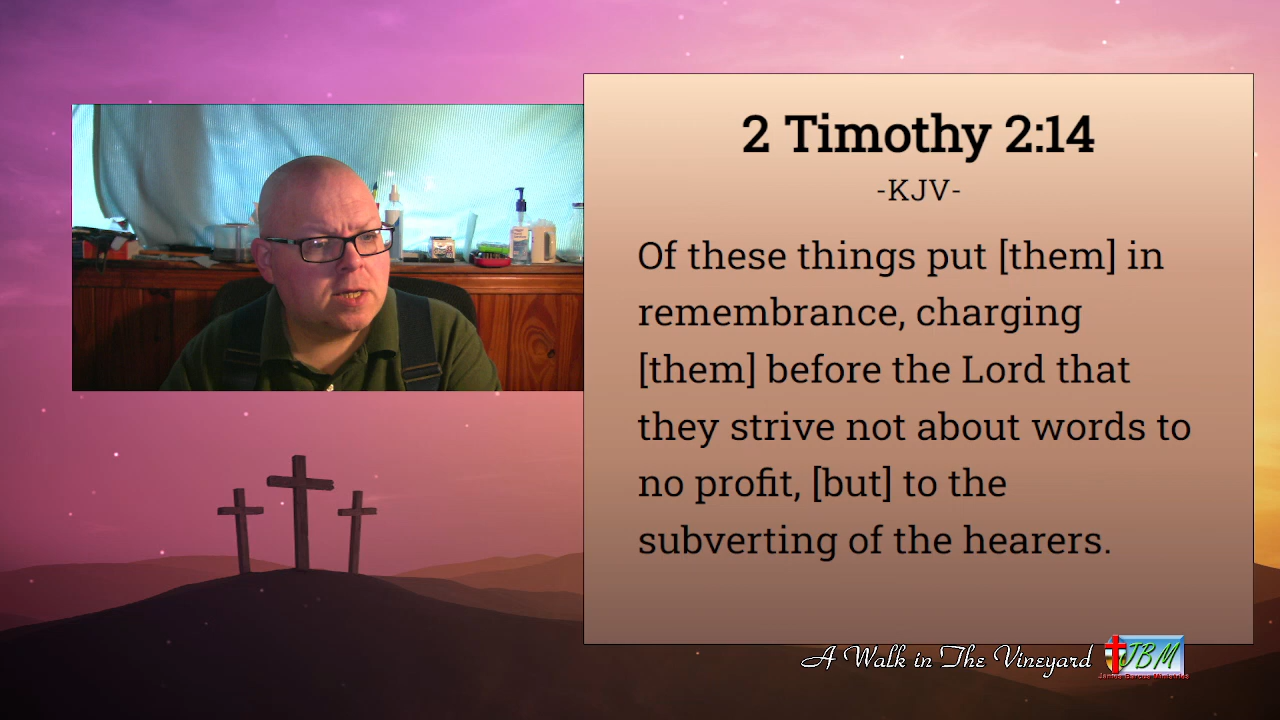 2 Timothy 2:14
-KJV-
Of these things put [them] in
remembrance, charging
[them] before the Lord that
they strive not about words to
no profit, [but] to the
subverting of the hearers.
A Walk in The Vineyard
JBM